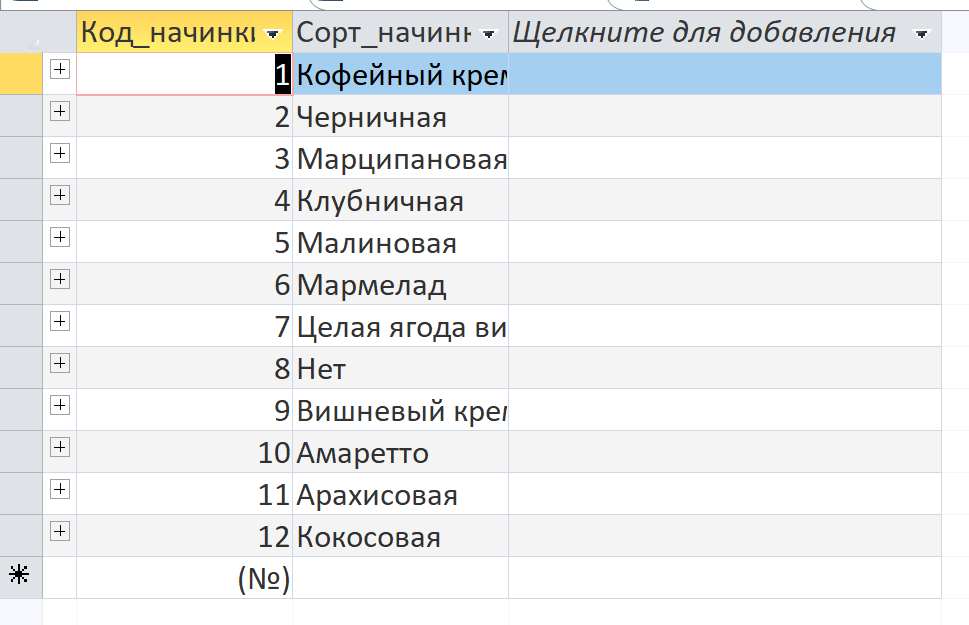 Код_начинки Сорт_начинк Щелкните для добавления
1 Кофейный крем
2 Черничная
3 Марципановая
4 Клубничная
5 Малиновая
6 Мармелад
7 Целая ягода ви
8 Нет
9 Вишневый крем
10 Амаретто
11 Арахисовая
12 Кокосовая
(№)